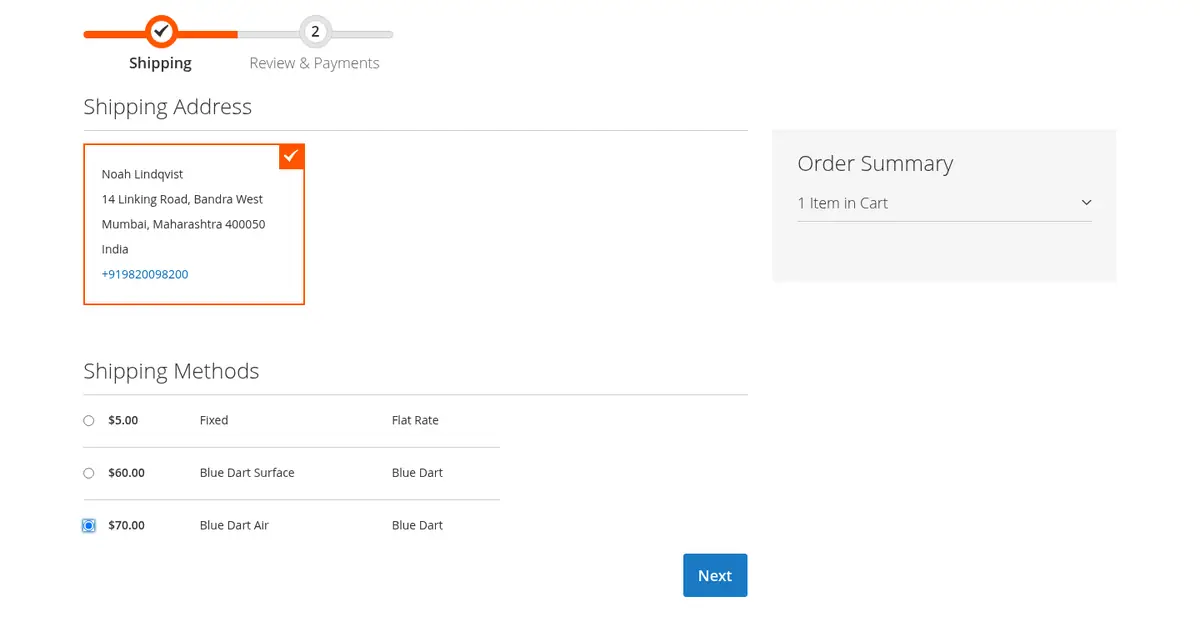 2
Shipping
Review & Payments
Shipping Address
Noah Lindqvist
14 Linking Road, Bandra West
Mumbai, Maharashtra 400050
India
+919820098200
Order Summary
1 Item in Cart
Shipping Methods
$5.00 Fixed Flat Rate
$60.00 Blue Dart Surface Blue Dart
$70.00 Blue Dart Air Blue Dart
Next